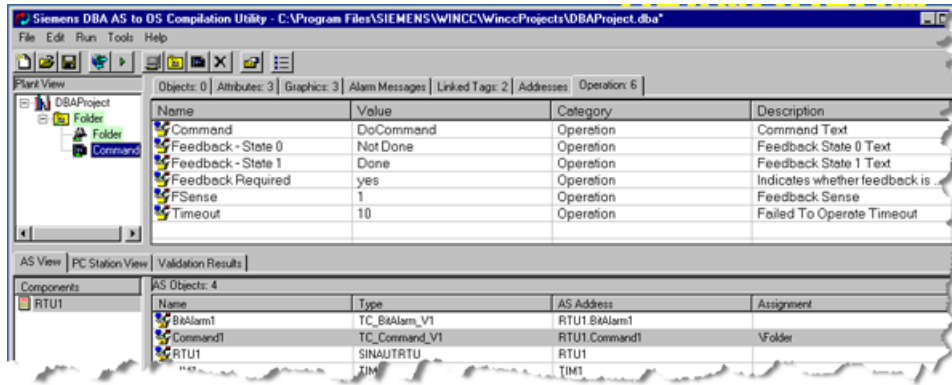 Siemens DBA AS to OS Compilation Utility - C:\Program Files\SIEMENS\WINCC\WinccProjects\DBAProject.dba*
File Edit Run Tools Help
Plant View
Objects: 0 Attributes: 3 Graphics: 3 Alarm Messages Linked Tags: 2 Addresses Operation: 6
DBAProject
Folder
Folder
Command
Name Value Category Description
Command DoCommand Operation Command Text
Feedback - State 0 Not Done Operation Feedback State 0 Text
Feedback - State 1 Done Operation Feedback State 1 Text
Feedback Required yes Operation Indicates whether feedback is ...
FSense 1 Operation Feedback Sense
Timeout 10 Operation Failed To Operate Timeout
AS View PC Station View Validation Results
Components AS Objects: 4
RTU1
Name Type AS Address Assignment
BitAlarm1 TC_BitAlarm_V1 RTU1.BitAlarm1
Command1 TC_Command_V1 RTU1.Command1 \Folder
RTU1 SINAUTRTU RTU1
TIM TIM1